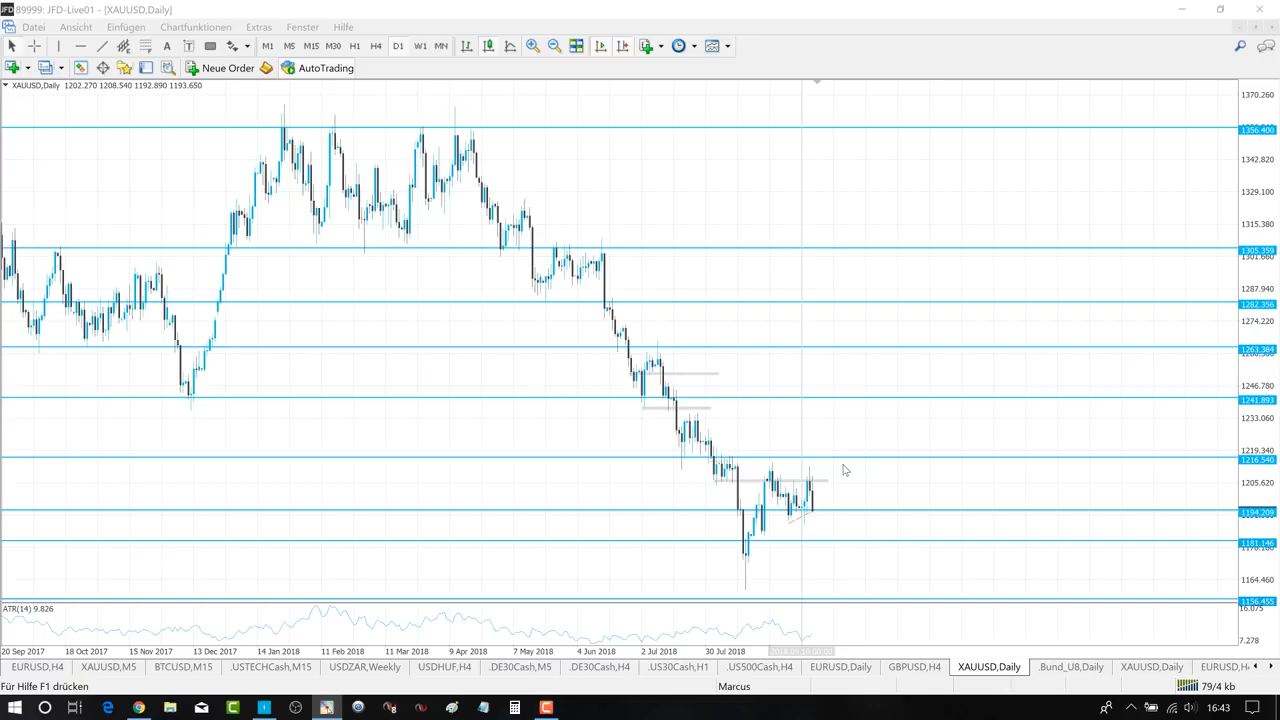 89999: JFD-Live01 - [XAUUSD,Daily]
Datei Ansicht Einfügen Chartfunktionen Extras Fenster Hilfe
M1 M5 M15 M30 H1 H4 D1 W1 MN
Neue Order AutoTrading
XAUUSD,Daily 1202.270 1208.540 1192.890 1193.650
1370.260
1356.400
1342.820
1329.100
1315.380
1305.359
1301.660
1287.940
1282.356
1274.220
1263.384
1246.780
1241.893
1233.060
1219.340
1216.540
1205.620
1194.209
1181.146
1164.460
1156.455
ATR(14) 9.826
16.075
7.278
20 Sep 2017 18 Oct 2017 15 Nov 2017 13 Dec 2017 14 Jan 2018 11 Feb 2018 11 Mar 2018 9 Apr 2018 7 May 2018 4 Jun 2018 2 Jul 2018 30 Jul 2018 2018.09.10 00:00
EURUSD,H4 XAUUSD,M5 BTCUSD,M15 .USTECHCash,M15 USDZAR,Weekly USDHUF,H4 .DE30Cash,M5 .DE30Cash,H4 .US30Cash,H1 .US500Cash,H4 EURUSD,Daily GBPUSD,H4 XAUUSD,Daily .Bund_U8,Daily XAUUSD,Daily
Für Hilfe F1 drücken Marcus 79/4 kb
16:43